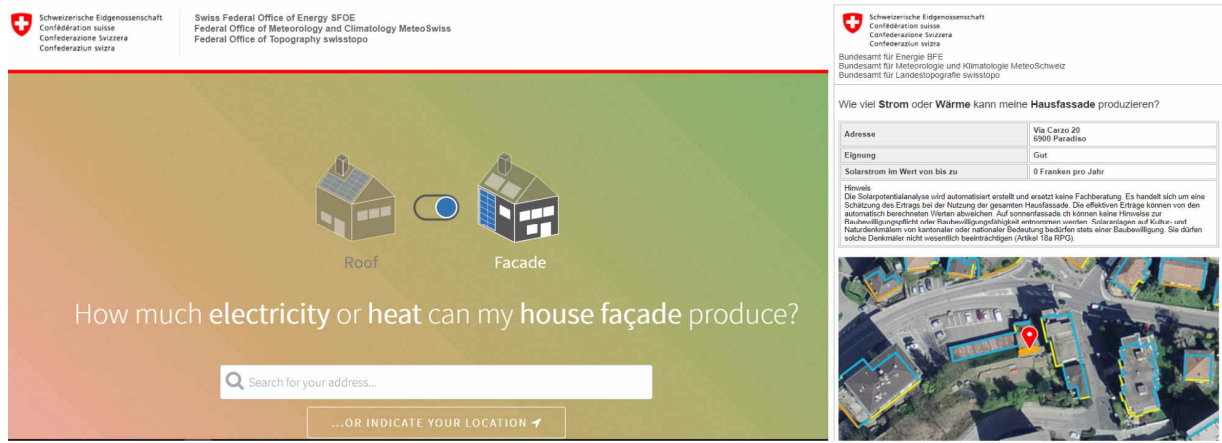 Schweizerische Eidgenossenschaft
Confédération suisse
Confederazione Svizzera
Confederaziun svizra
Swiss Federal Office of Energy SFOE
Federal Office of Meteorology and Climatology MeteoSwiss
Federal Office of Topography swisstopo
Roof
Facade
How much electricity or heat can my house façade produce?
Search for your address...
...OR INDICATE YOUR LOCATION
Schweizerische Eidgenossenschaft
Confédération suisse
Confederazione Svizzera
Confederaziun svizra
Bundesamt für Energie BFE
Bundesamt für Meteorologie und Klimatologie MeteoSchweiz
Bundesamt für Landestopografie swisstopo
Wie viel Strom oder Wärme kann meine Hausfassade produzieren?
Adresse
Via Carzo 20
6900 Paradiso
Eignung
Gut
Solarstrom im Wert von bis zu
0 Franken pro Jahr
Hinweis
Die Solarpotentialanalyse wird automatisiert erstellt und ersetzt keine Fachberatung. Es handelt sich um eine
Schätzung des Ertrags bei der Nutzung der gesamten Hausfassade. Die effektiven Erträge können von den
automatisch berechneten Werten abweichen. Auf sonnenfassade.ch können keine Hinweise zur
Baubewilligungspflicht oder Baubewilligungsfähigkeit entnommen werden. Solaranlagen auf Kultur- und
Naturdenkmälern von kantonaler oder nationaler Bedeutung bedürfen stets einer Baubewilligung. Sie dürfen
solche Denkmäler nicht wesentlich beeinträchtigen (Artikel 18a RPG).